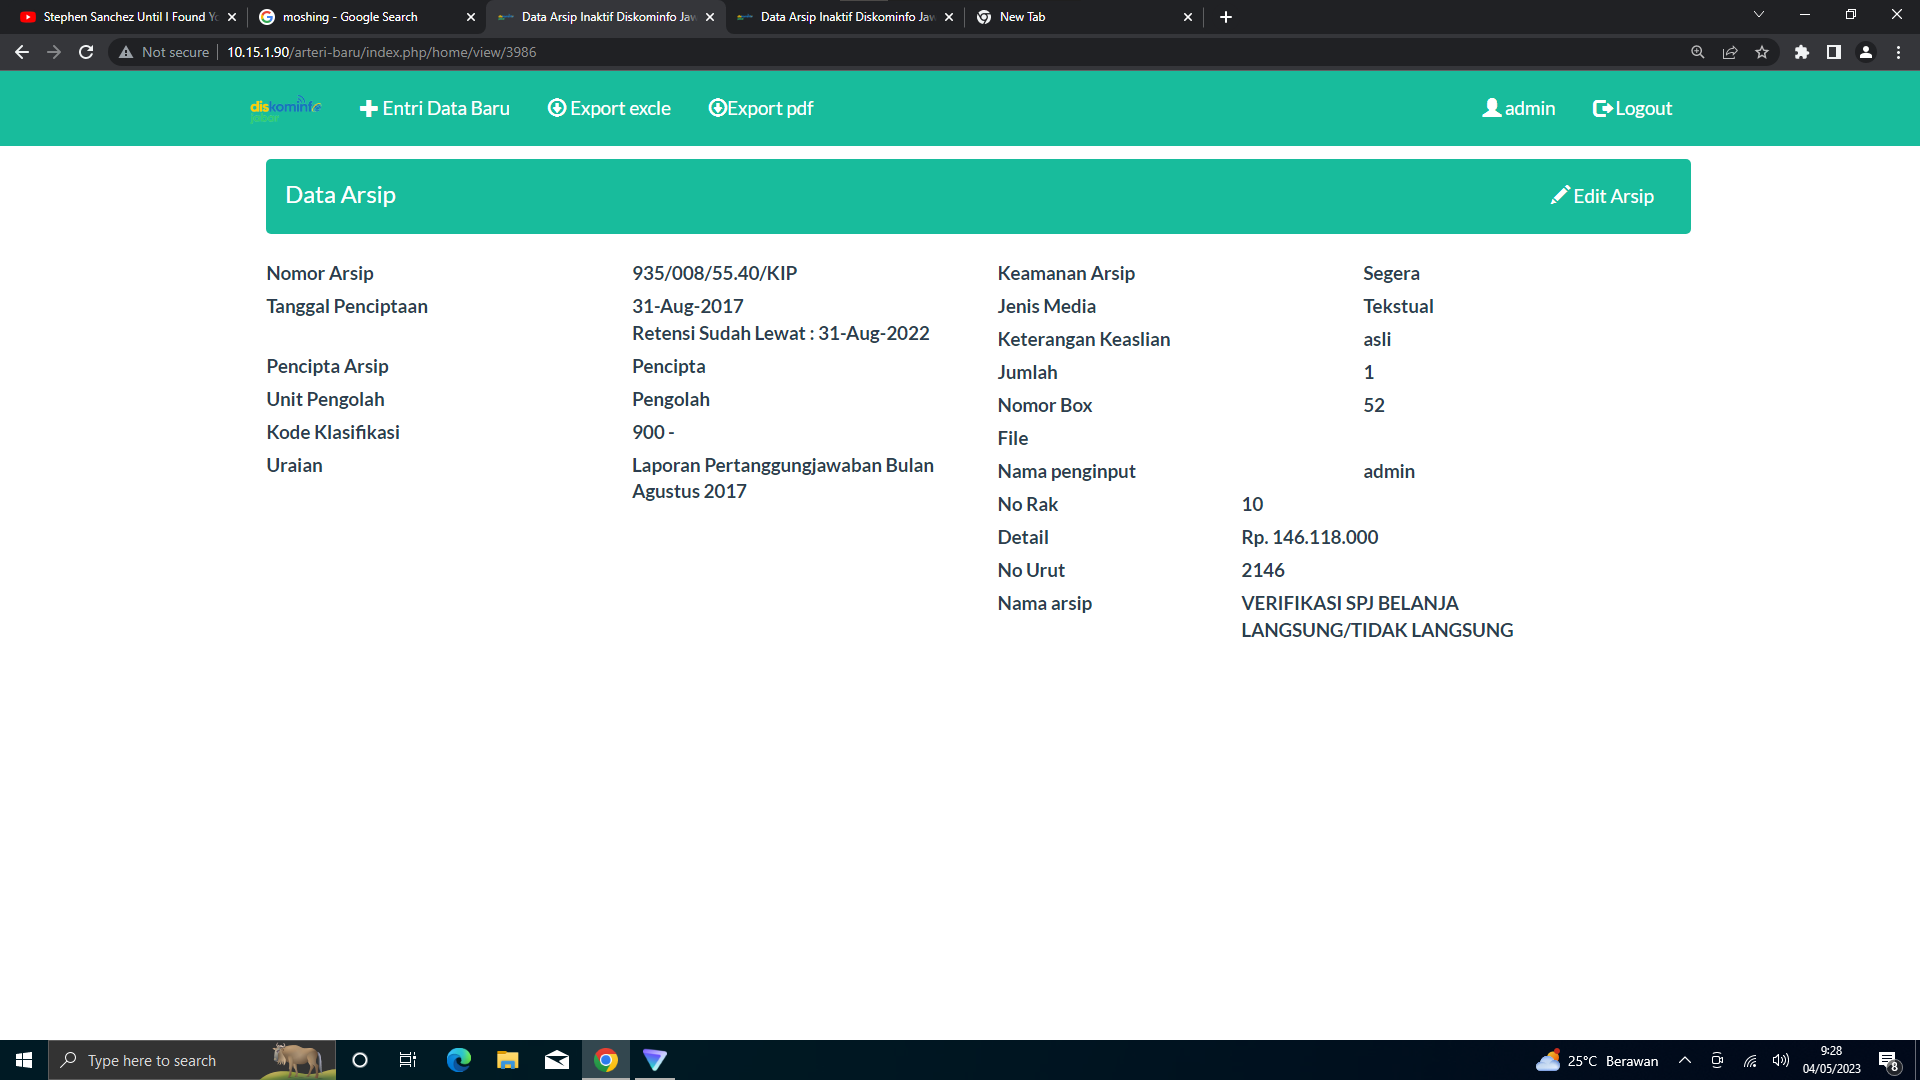 Stephen Sanchez Until I Found Yo
moshing - Google Search
Data Arsip Inaktif Diskominfo Jaw
Data Arsip Inaktif Diskominfo Jaw
New Tab
Not secure
10.15.1.90/arteri-baru/index.php/home/view/3986
diskominfo
jabar
Entri Data Baru
Export excle
Export pdf
admin
Logout
Data Arsip
Edit Arsip
Nomor Arsip 935/008/55.40/KIP
Tanggal Penciptaan 31-Aug-2017
Retensi Sudah Lewat : 31-Aug-2022
Pencipta Arsip Pencipta
Unit Pengolah Pengolah
Kode Klasifikasi 900 -
Uraian Laporan Pertanggungjawaban Bulan
Agustus 2017
Keamanan Arsip Segera
Jenis Media Tekstual
Keterangan Keaslian asli
Jumlah 1
Nomor Box 52
File
Nama penginput admin
No Rak 10
Detail Rp. 146.118.000
No Urut 2146
Nama arsip VERIFIKASI SPJ BELANJA
LANGSUNG/TIDAK LANGSUNG
Type here to search
25°C Berawan
9:28
04/05/2023
8